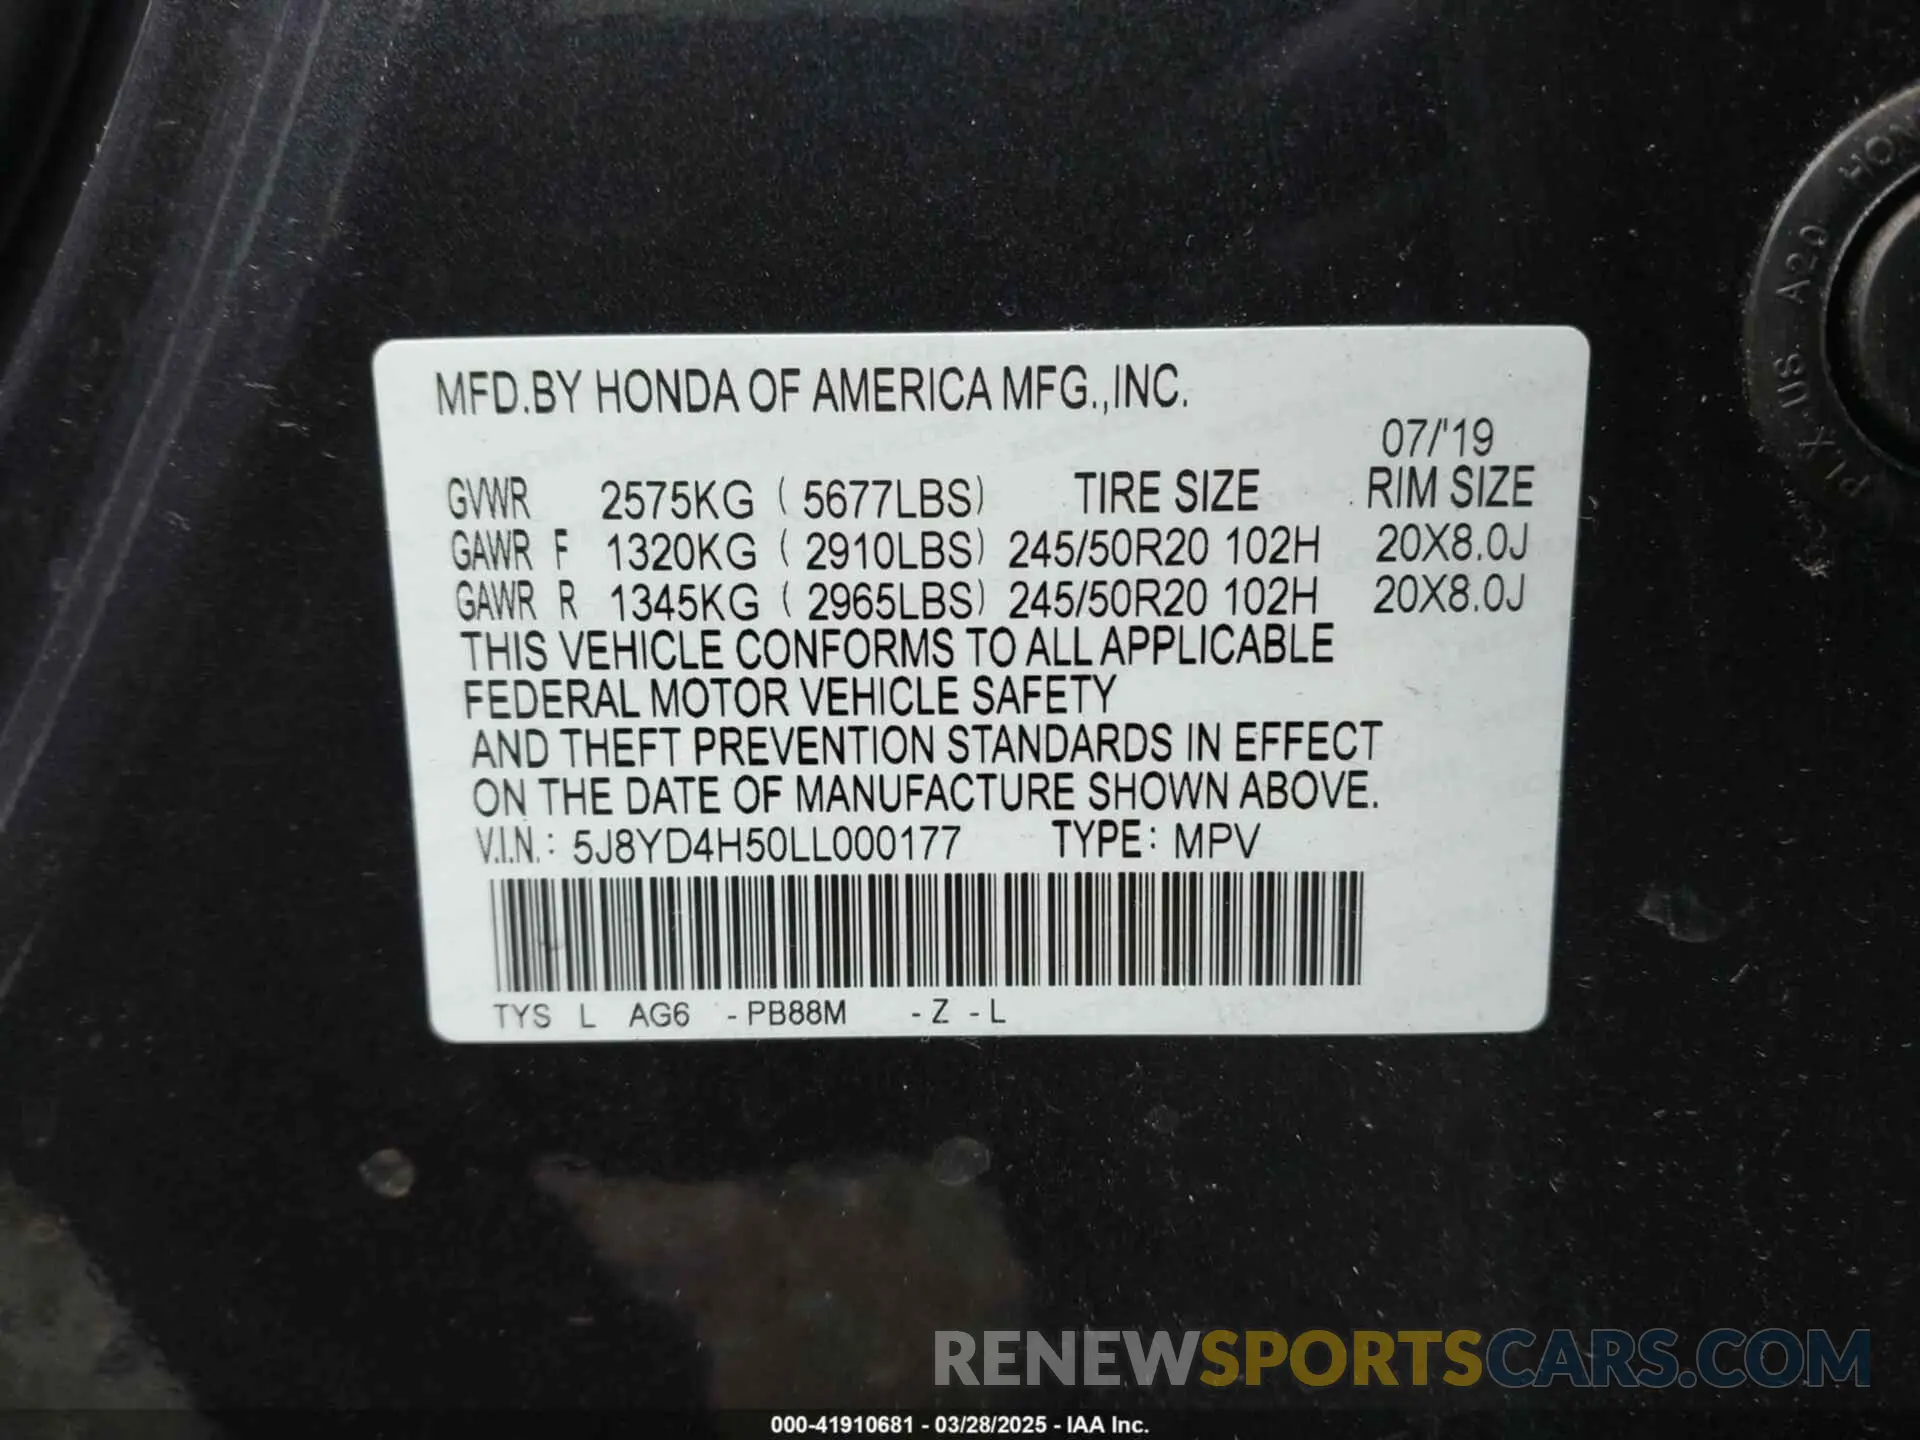 MFD.BY HONDA OF AMERICA MFG.,INC.
07/'19
GVWR 2575KG ( 5677LBS) TIRE SIZE RIM SIZE
GAWR F 1320KG ( 2910LBS) 245/50R20 102H 20X8.0J
GAWR R 1345KG ( 2965LBS) 245/50R20 102H 20X8.0J
THIS VEHICLE CONFORMS TO ALL APPLICABLE
FEDERAL MOTOR VEHICLE SAFETY
AND THEFT PREVENTION STANDARDS IN EFFECT
ON THE DATE OF MANUFACTURE SHOWN ABOVE.
V.I.N.: 5J8YD4H50LL000177 TYPE: MPV
TYS L AG6 -PB88M -Z -L
P.L.X. US. A20 HON
RENEWSPORTSCARS.COM
000-41910681 - 03/28/2025 - IAA Inc.